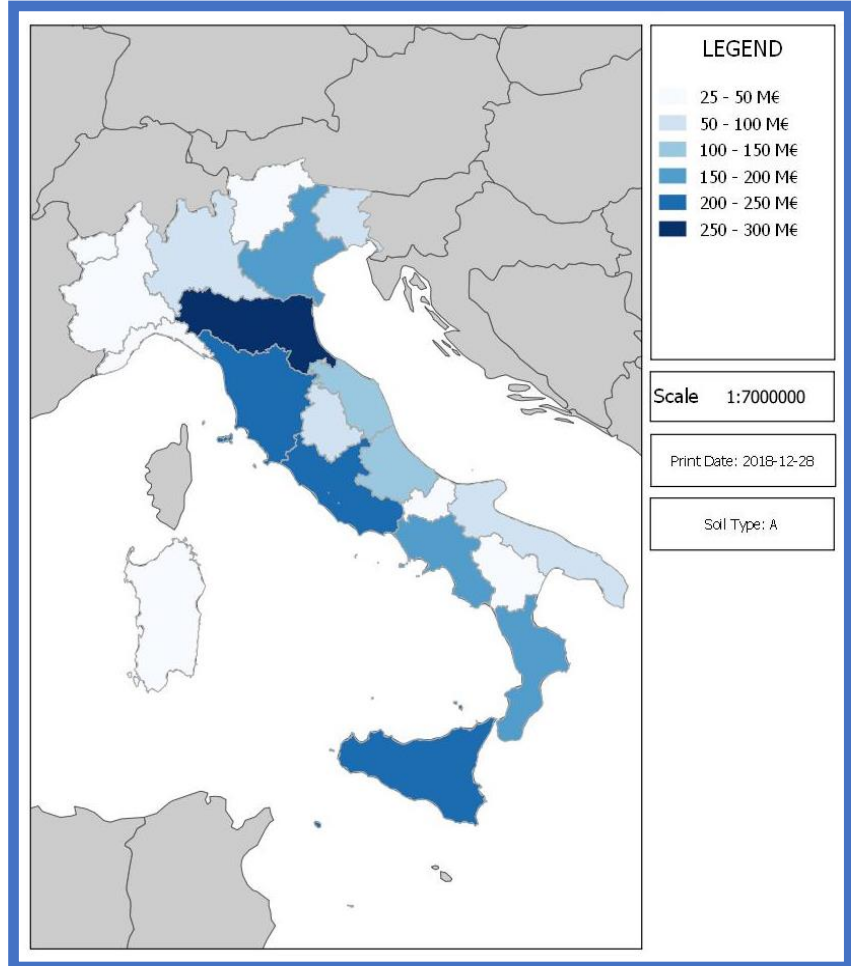 LEGEND
25 - 50 M€
50 - 100 M€
100 - 150 M€
150 - 200 M€
200 - 250 M€
250 - 300 M€
Scale 1:7000000
Print Date: 2018-12-28
Soil Type: A